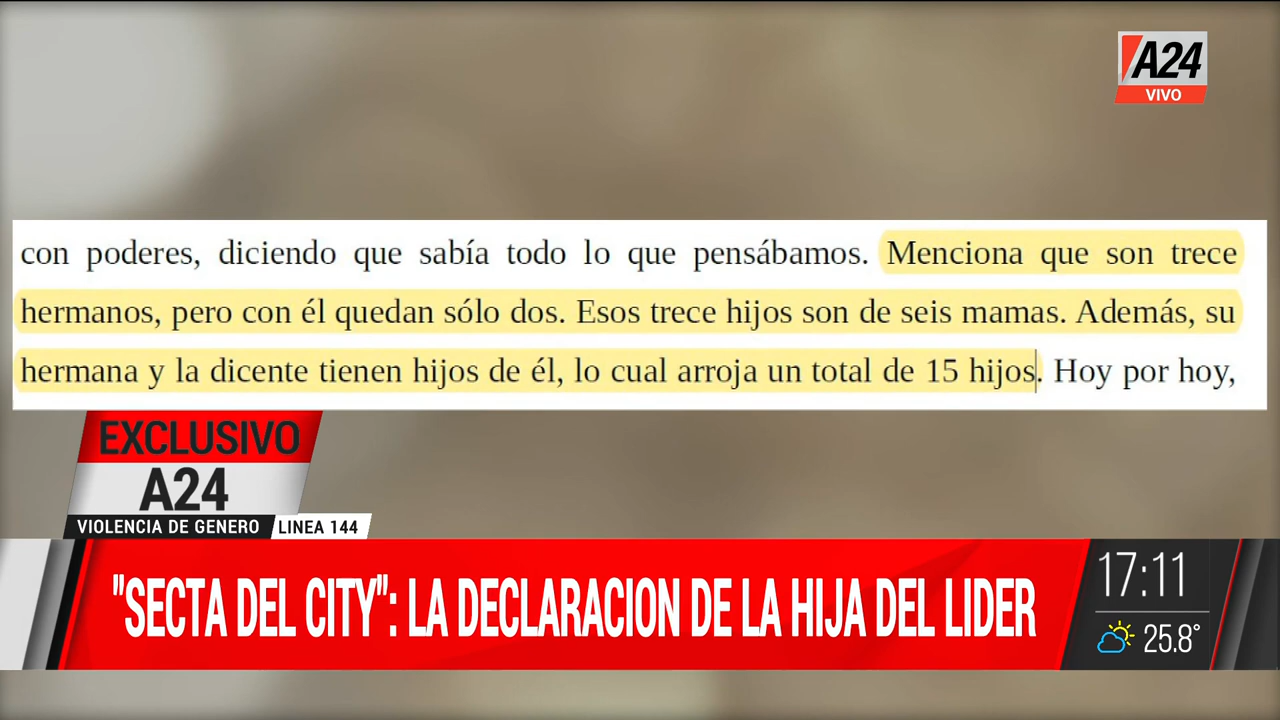 A24
VIVO
con poderes, diciendo que sabía todo lo que pensábamos. Menciona que son trece
hermanos, pero con él quedan sólo dos. Esos trece hijos son de seis mamas. Además, su
hermana y la dicente tienen hijos de él, lo cual arroja un total de 15 hijos. Hoy por hoy,
EXCLUSIVO
A24
VIOLENCIA DE GENERO LINEA 144
"SECTA DEL CITY": LA DECLARACION DE LA HIJA DEL LIDER
17:11
25.8°